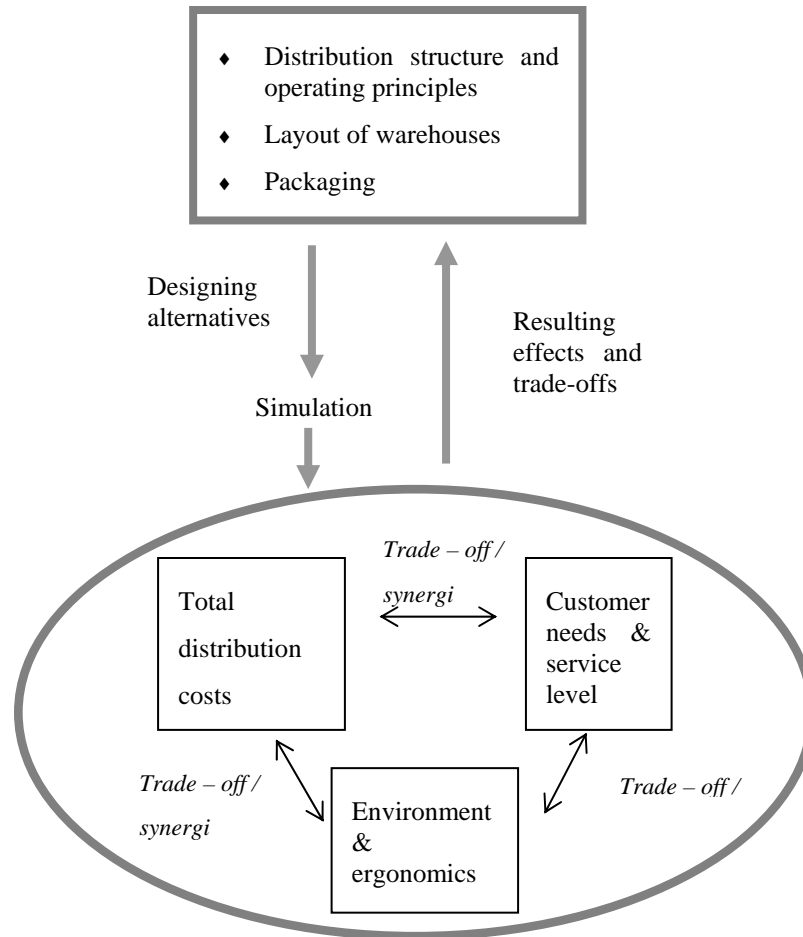 ♦ Distribution structure and
operating principles
♦ Layout of warehouses
♦ Packaging
Designing
alternatives
Resulting
effects and
trade-offs
Simulation
Trade – off /
synergi
Total
distribution
costs
Customer
needs &
service
level
Trade – off /
synergi
Environment
&
ergonomics
Trade – off /